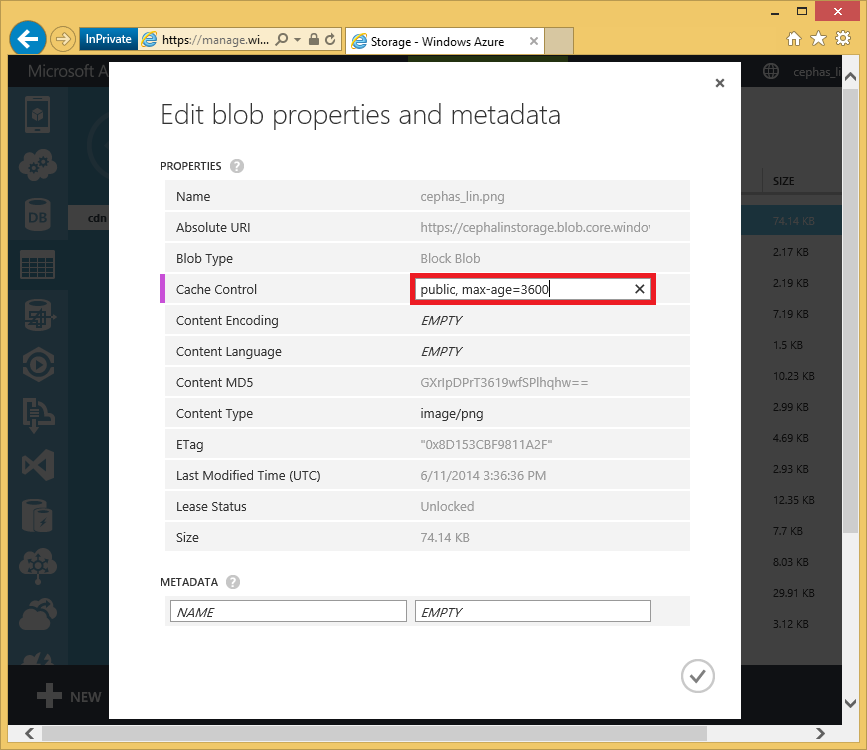 InPrivate
https://manage.wi...
Storage - Windows Azure
Microsoft A
cephas_li
Edit blob properties and metadata
PROPERTIES ?
Name cephas_lin.png
Absolute URI https://cephalinstorage.blob.core.windov
Blob Type Block Blob
Cache Control public, max-age=3600
Content Encoding EMPTY
Content Language EMPTY
Content MD5 GXrIpDPrT3619wfSPlhqhw==
Content Type image/png
ETag "0x8D153CBF9811A2F"
Last Modified Time (UTC) 6/11/2014 3:36:36 PM
Lease Status Unlocked
Size 74.14 KB
METADATA ?
NAME EMPTY
DB
cdn
SIZE
74.14 KB
2.17 KB
2.19 KB
7.19 KB
1.5 KB
10.23 KB
2.99 KB
4.69 KB
2.93 KB
12.35 KB
7.7 KB
8.03 KB
29.91 KB
3.12 KB
NEW